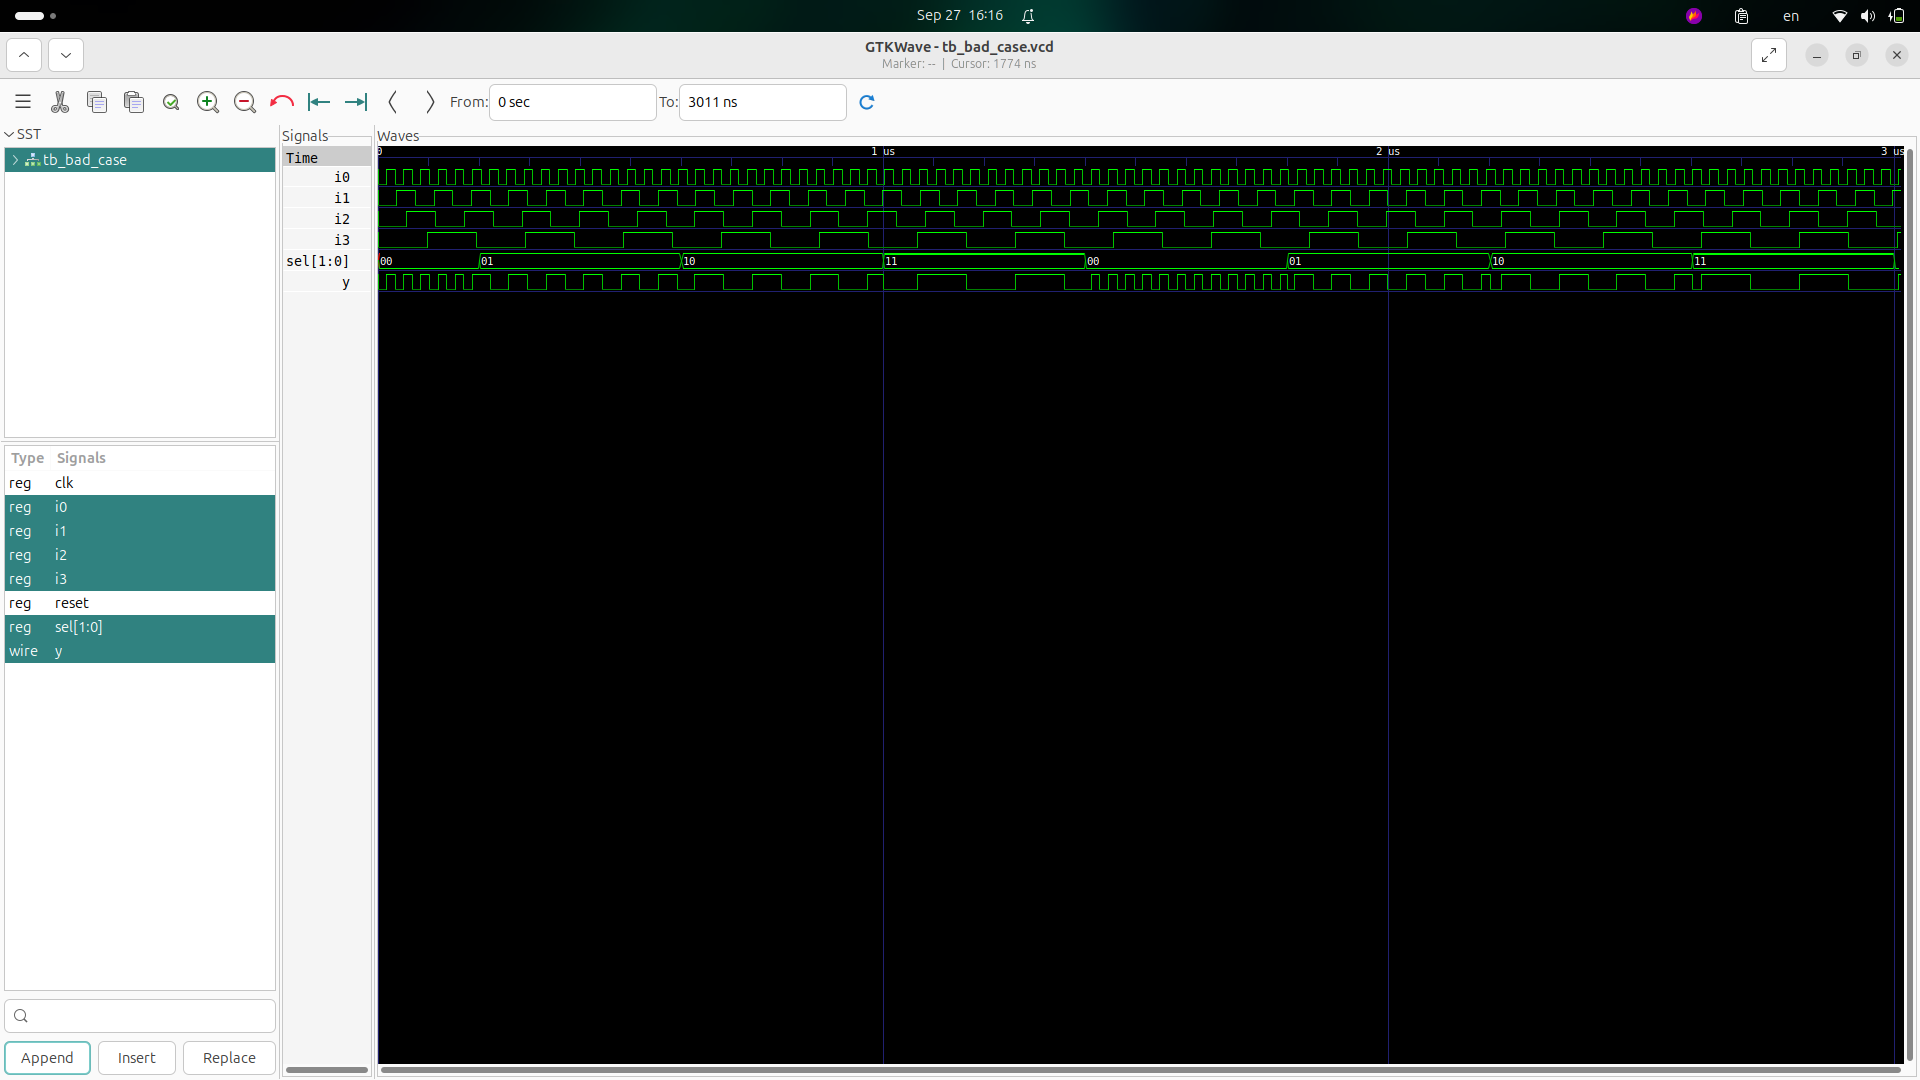 Sep 27 16:16
en
GTKWave - tb_bad_case.vcd
Marker: -- | Cursor: 1774 ns
From: 0 sec To: 3011 ns
SST
tb_bad_case
Type Signals
reg clk
reg i0
reg i1
reg i2
reg i3
reg reset
reg sel[1:0]
wire y
Append Insert Replace
Signals
Time
i0
i1
i2
i3
sel[1:0]
y
Waves
0 1 us 2 us 3 us
00 01 10 11 00 01 10 11